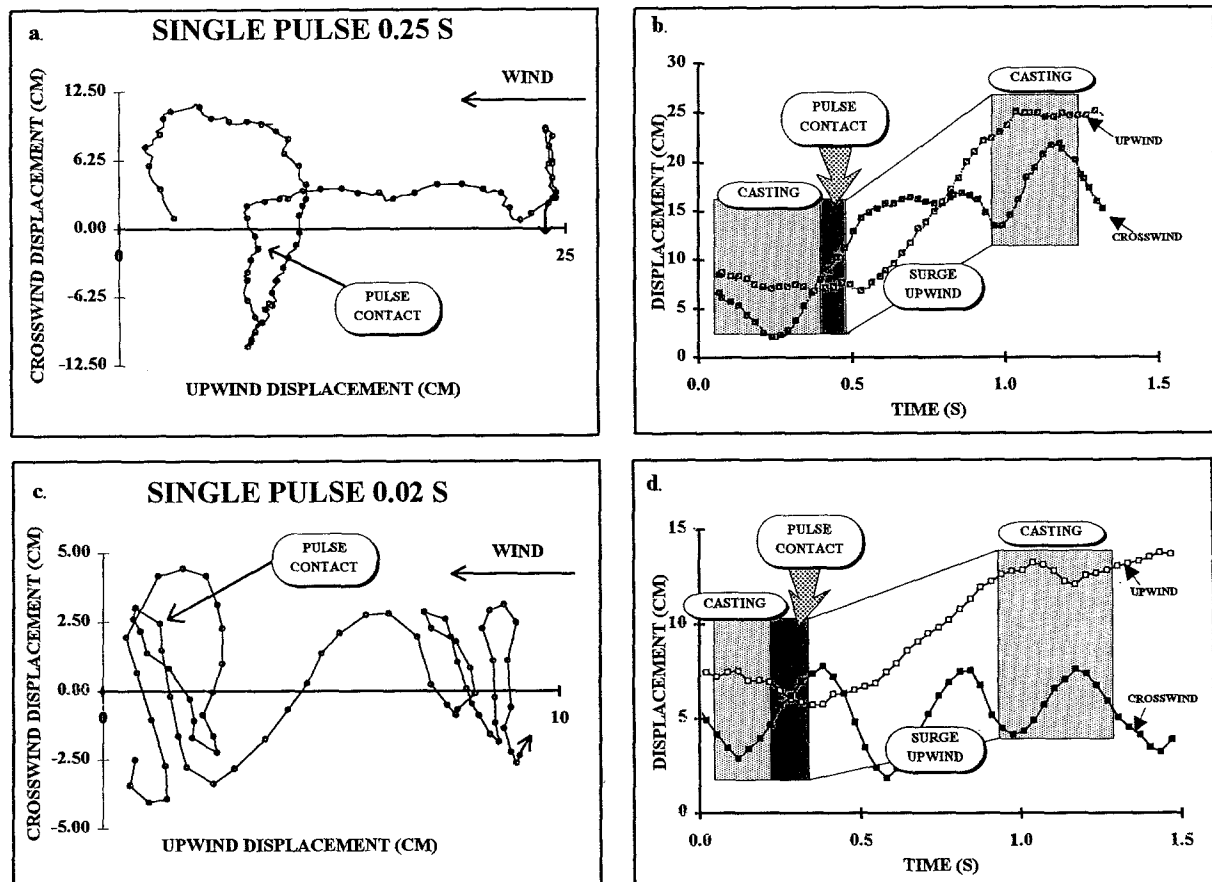 a.
SINGLE PULSE 0.25 S
WIND
CROSSWIND DISPLACEMENT (CM)
12.50
6.25
0.00
-6.25
-12.50
0
25
PULSE
CONTACT
UPWIND DISPLACEMENT (CM)
b.
DISPLACEMENT (CM)
30
25
20
15
10
5
0
0.0
0.5
1.0
1.5
TIME (S)
CASTING
PULSE
CONTACT
CASTING
UPWIND
CROSSWIND
SURGE
UPWIND
c.
SINGLE PULSE 0.02 S
WIND
CROSSWIND DISPLACEMENT (CM)
5.00
2.50
0.00
-2.50
-5.00
0
10
PULSE
CONTACT
UPWIND DISPLACEMENT (CM)
d.
DISPLACEMENT (CM)
15
10
5
0
0.0
0.5
1.0
1.5
TIME (S)
PULSE
CONTACT
CASTING
CASTING
UPWIND
CROSSWIND
SURGE
UPWIND